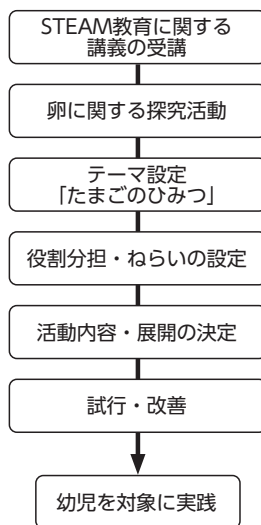 STEAM教育に関する
講義の受講
卵に関する探究活動
テーマ設定
「たまごのひみつ」
役割分担・ねらいの設定
活動内容・展開の決定
試行・改善
幼児を対象に実践